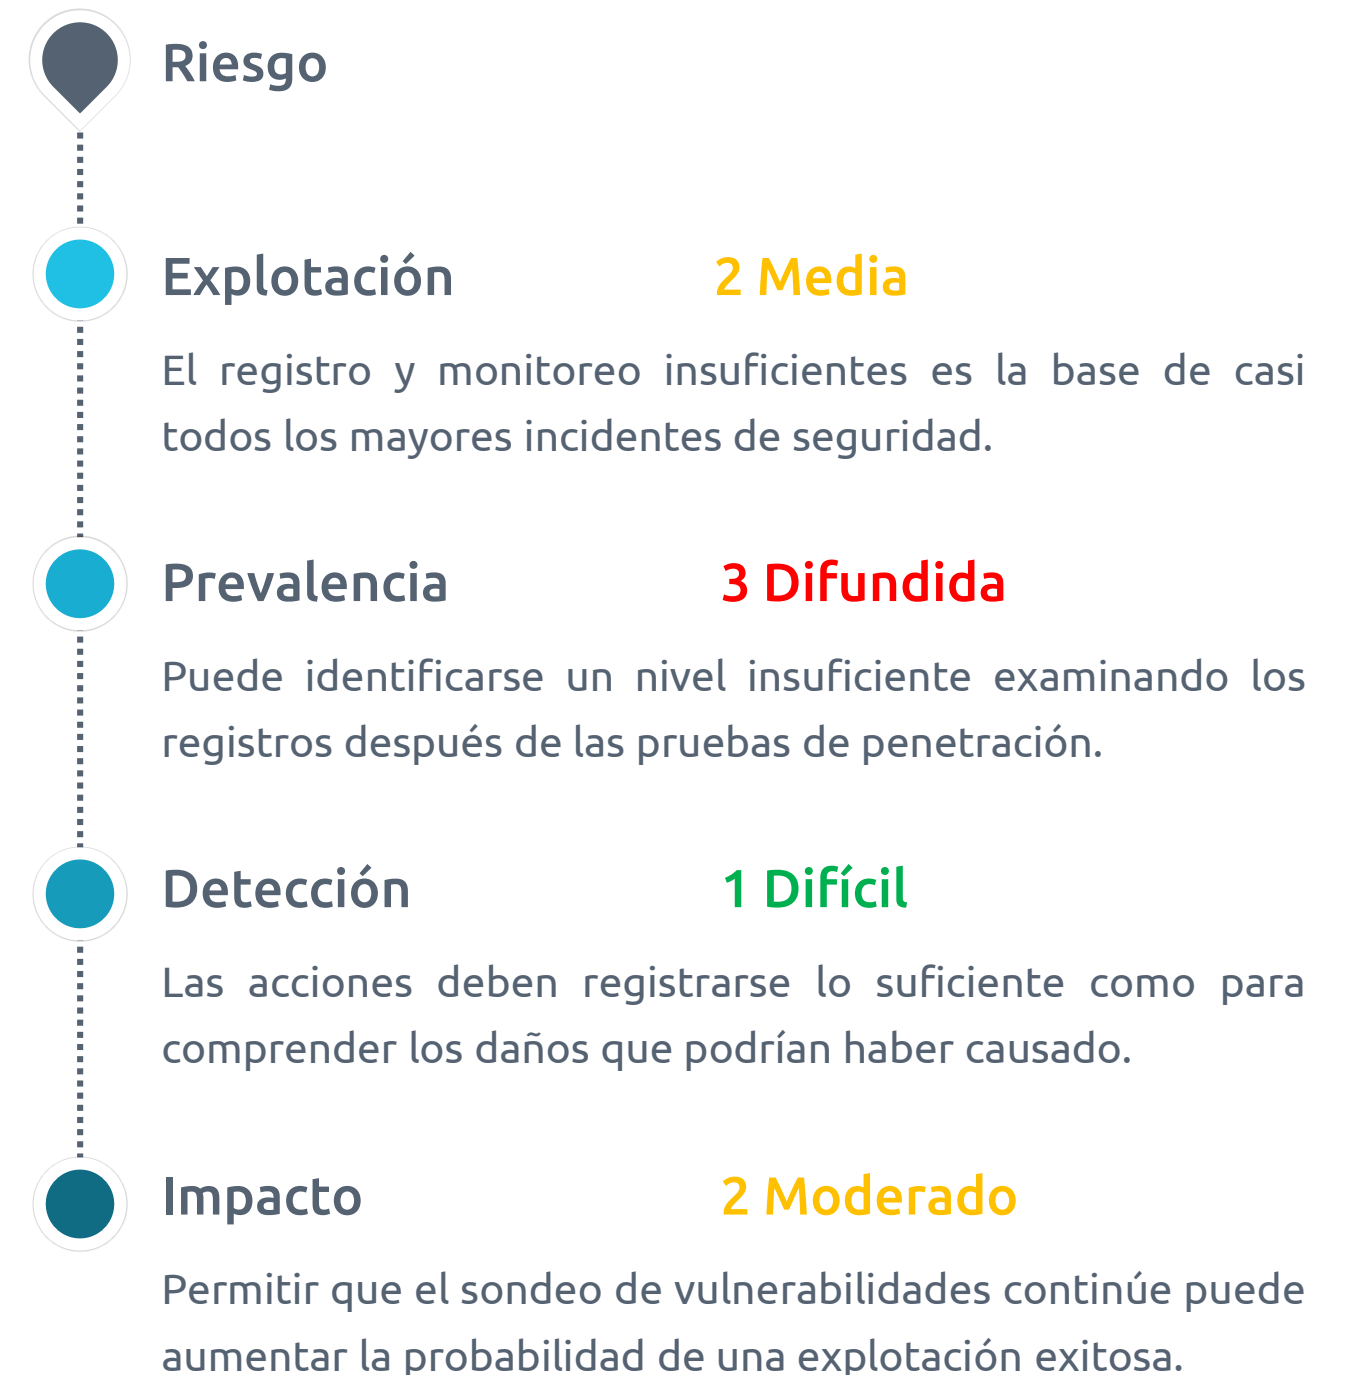 Riesgo
Explotación 2 Media
El registro y monitoreo insuficientes es la base de casi
todos los mayores incidentes de seguridad.
Prevalencia 3 Difundida
Puede identificarse un nivel insuficiente examinando los
registros después de las pruebas de penetración.
Detección 1 Difícil
Las acciones deben registrarse lo suficiente como para
comprender los daños que podrían haber causado.
Impacto 2 Moderado
Permitir que el sondeo de vulnerabilidades continúe puede
aumentar la probabilidad de una explotación exitosa.